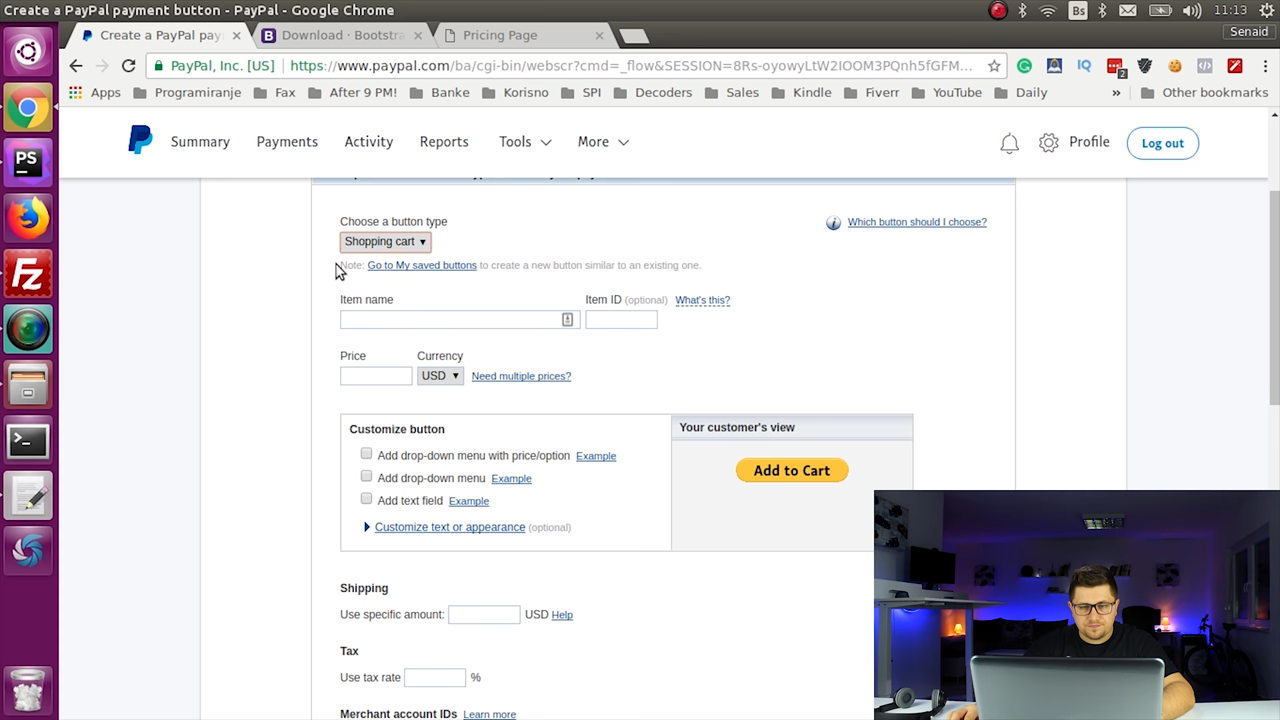 Create a PayPal payment button - PayPal - Google Chrome
Bs
11:13
Create a PayPal pay
Download · Bootstra
Pricing Page
Senaid
PayPal, Inc. [US]
https://www.paypal.com/ba/cgi-bin/webscr?cmd=_flow&SESSION=8Rs-oyowyLtW2IOOM3PQnh5fGFM...
IQ
2
Apps
Programiranje
Fax
After 9 PM!
Banke
Korisno
SPI
Decoders
Sales
Kindle
Fiverr
YouTube
Daily
»
Other bookmarks
Summary
Payments
Activity
Reports
Tools
More
Profile
Log out
PS
Fz
Choose a button type
Which button should I choose?
Shopping cart
Note: Go to My saved buttons to create a new button similar to an existing one.
Item name
Item ID (optional) What's this?
Price
Currency
USD
Need multiple prices?
Customize button
Your customer's view
Add drop-down menu with price/option Example
Add to Cart
Add drop-down menu Example
Add text field Example
Customize text or appearance (optional)
Shipping
Use specific amount: USD Help
Tax
Use tax rate %
Merchant account IDs Learn more